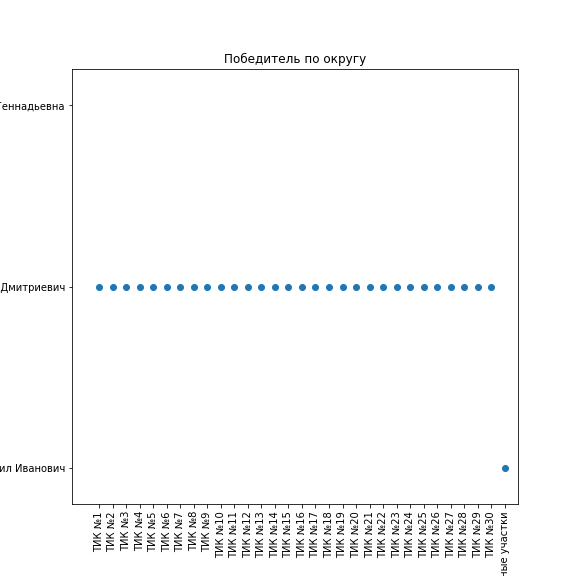 Победитель по округу
Геннадьевна
Дмитриевич
ил Иванович
ТИК №1
ТИК №2
ТИК №3
ТИК №4
ТИК №5
ТИК №6
ТИК №7
ТИК №8
ТИК №9
ТИК №10
ТИК №11
ТИК №12
ТИК №13
ТИК №14
ТИК №15
ТИК №16
ТИК №17
ТИК №18
ТИК №19
ТИК №20
ТИК №21
ТИК №22
ТИК №23
ТИК №24
ТИК №25
ТИК №26
ТИК №27
ТИК №28
ТИК №29
ТИК №30
ные участки